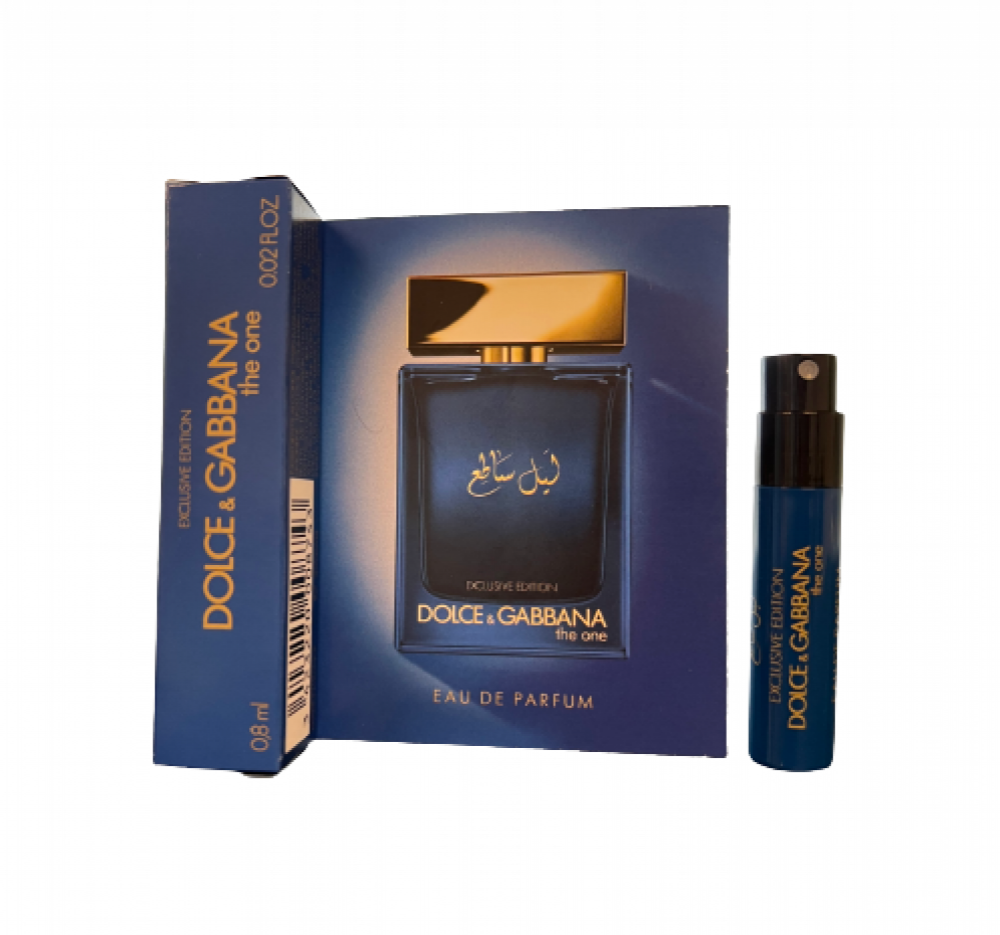 EXCLUSIVE EDITION
DOLCE & GABBANA
the one
0,8 ml
0.02 FL.OZ.
ليل ساطع
EXCLUSIVE EDITION
DOLCE & GABBANA
the one
EAU DE PARFUM
EXCLUSIVE EDITION
DOLCE & GABBANA
the one